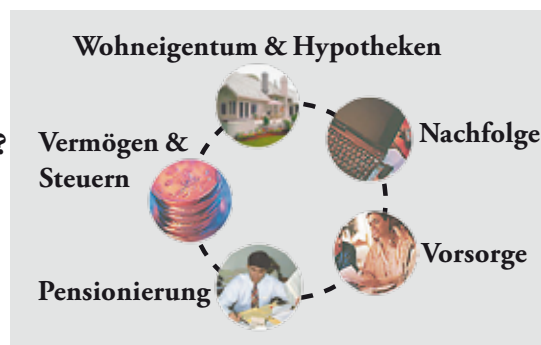 Wohneigentum & Hypotheken
Nachfolge
?
Vermögen &
Steuern
Vorsorge
Pensionierung